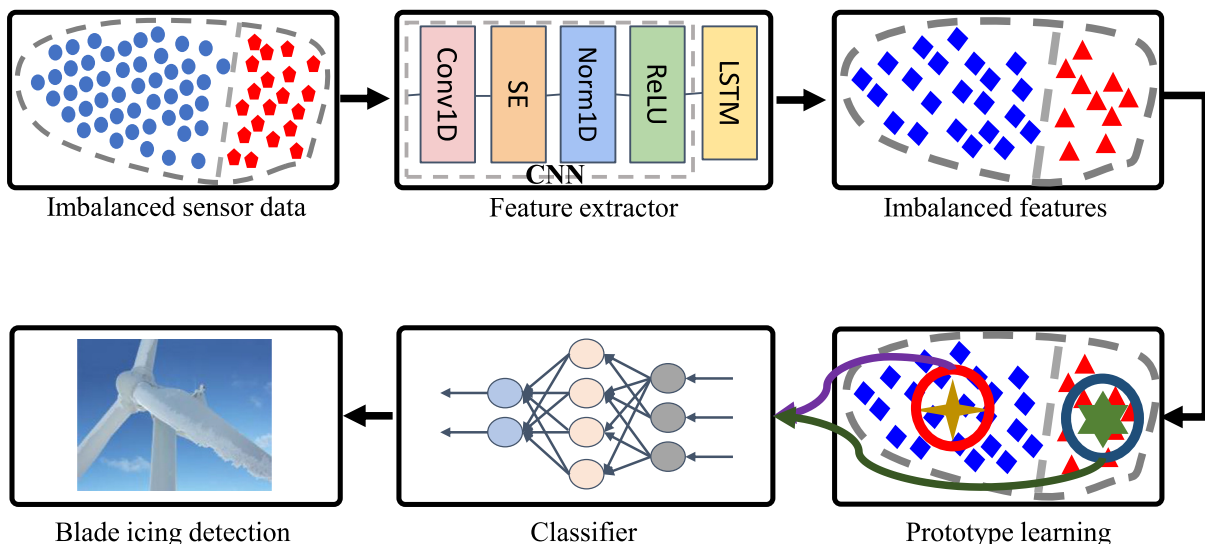 Conv1D
SE
Norm1D
ReLU
LSTM
CNN
Imbalanced sensor data
Feature extractor
Imbalanced features
Blade icing detection
Classifier
Prototype learning